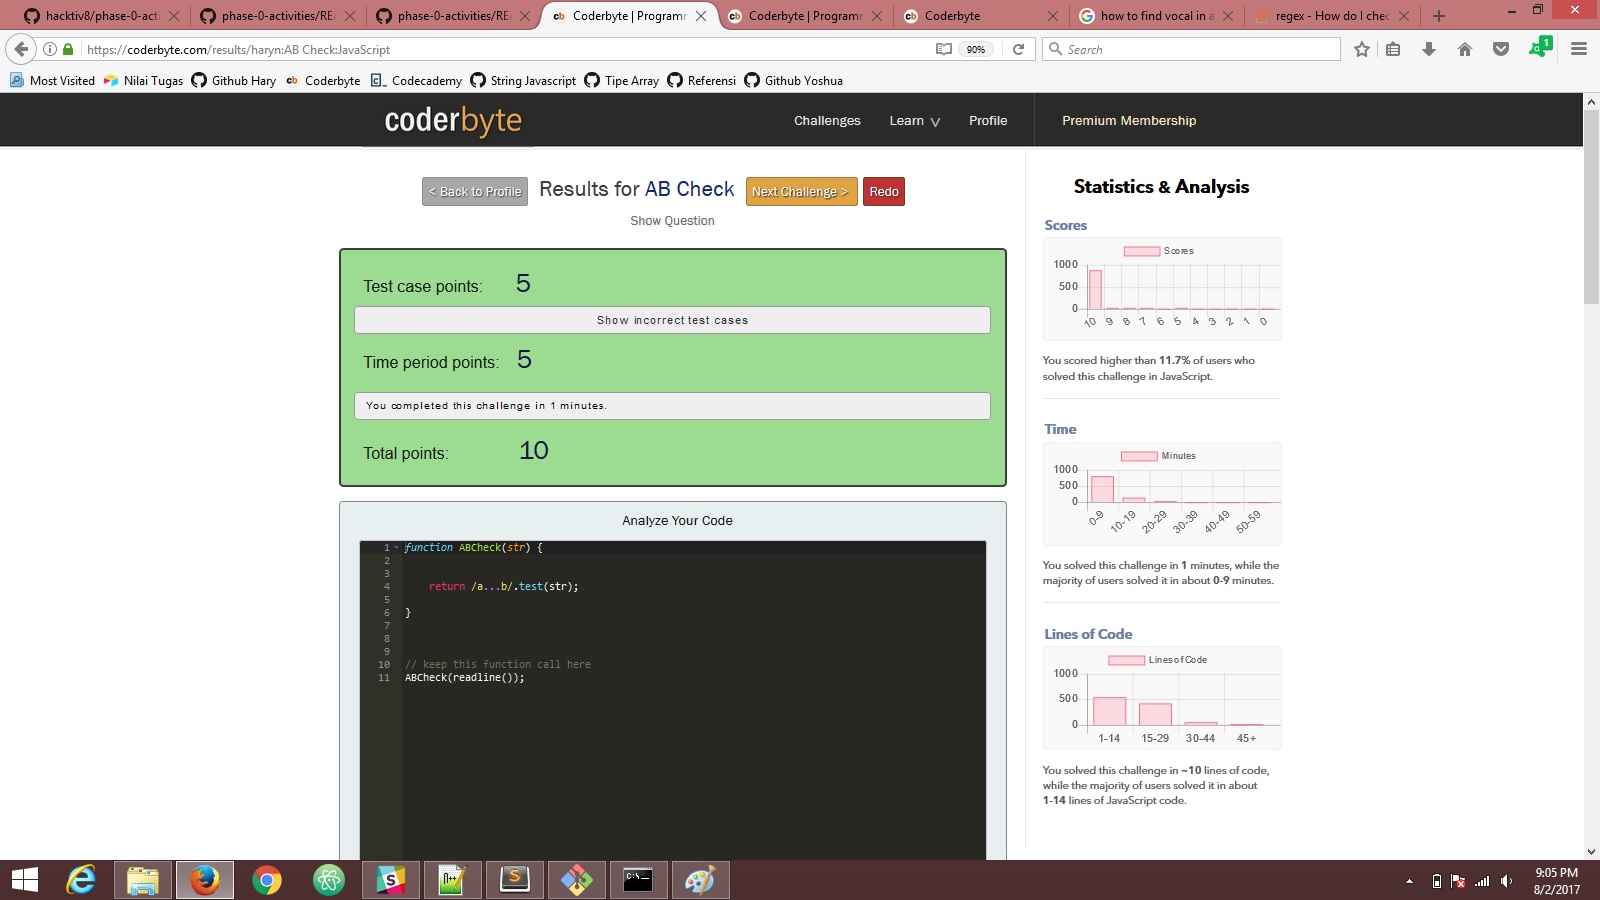 hacktiv8/phase-0-acti
phase-0-activities/REA
phase-0-activities/REA
Coderbyte | Programm
Coderbyte | Programm
Coderbyte
how to find vocal in a
regex - How do I chec
https://coderbyte.com/results/haryn:AB Check:JavaScript
90%
Search
1
Most Visited
Nilai Tugas
Github Hary
Coderbyte
Codecademy
String Javascript
Tipe Array
Referensi
Github Yoshua
coderbyte
Challenges
Learn
Profile
Premium Membership
< Back to Profile
Results for AB Check
Next Challenge >
Redo
Show Question
Test case points: 5
Show incorrect test cases
Time period points: 5
You completed this challenge in 1 minutes.
Total points: 10
Analyze Your Code
1 function ABCheck(str) {
2
3
4 return /a...b/.test(str);
5
6 }
7
8
9
10 // keep this function call here
11 ABCheck(readline());
Statistics & Analysis
Scores
Scores
1000
500
0
10 9 8 7 6 5 4 3 2 1 0
You scored higher than 11.7% of users who
solved this challenge in JavaScript.
Time
Minutes
1000
500
0
0-9 10-19 20-29 30-39 40-49 50-59
You solved this challenge in 1 minutes, while the
majority of users solved it in about 0-9 minutes.
Lines of Code
Lines of Code
1000
500
0
1-14 15-29 30-44 45+
You solved this challenge in ~10 lines of code,
while the majority of users solved it in about
1-14 lines of JavaScript code.
9:05 PM
8/2/2017